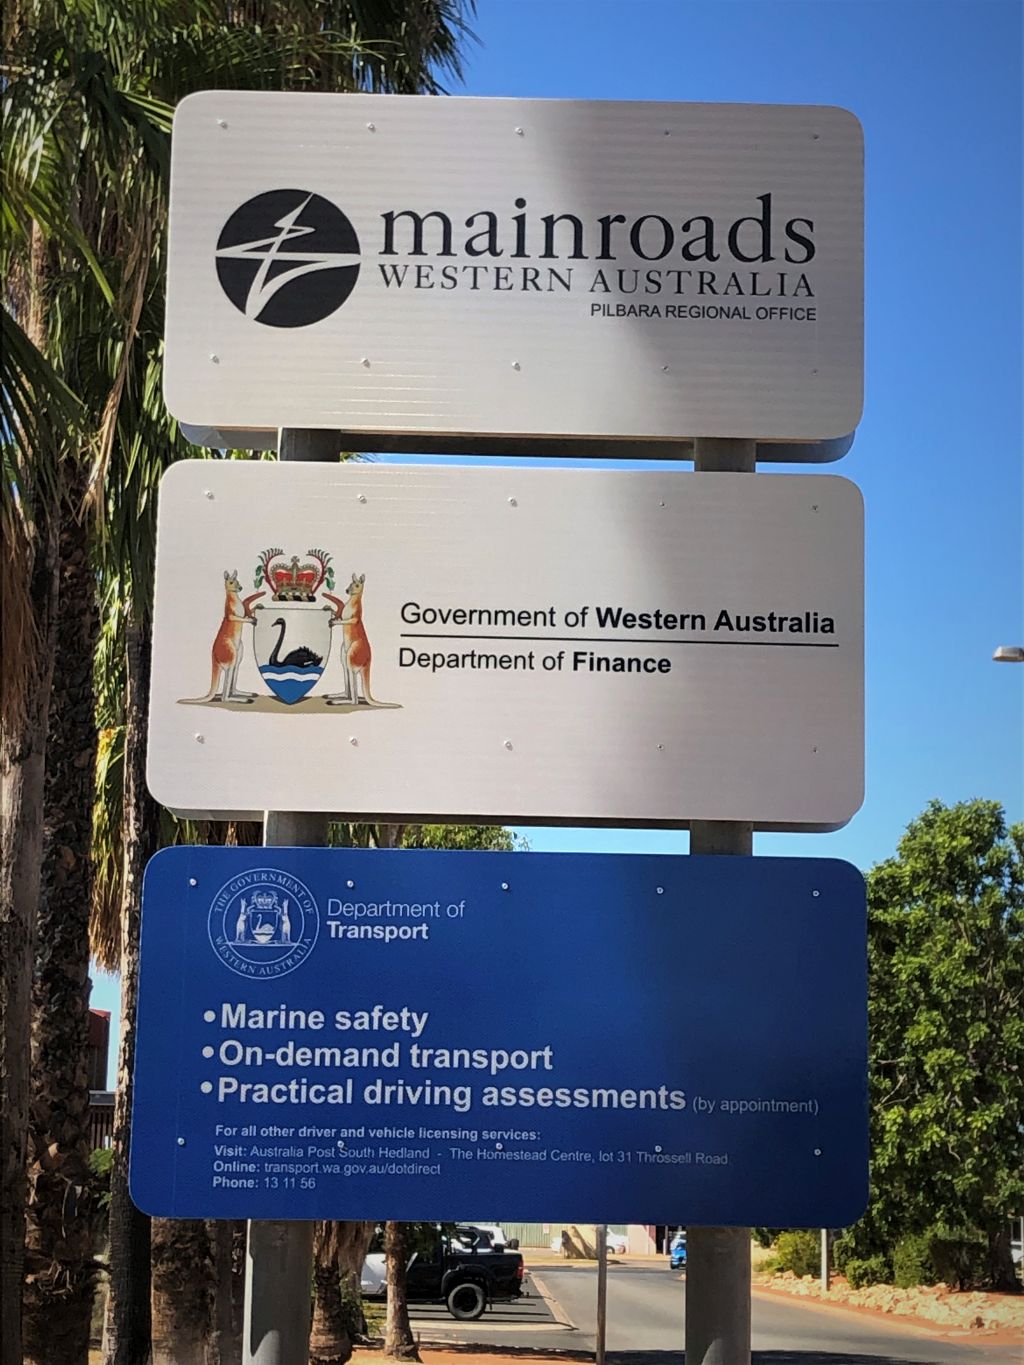 mainroads
WESTERN AUSTRALIA
PILBARA REGIONAL OFFICE
Government of Western Australia
Department of Finance
THE GOVERNMENT OF
WESTERN AUSTRALIA
Department of
Transport
•Marine safety
•On-demand transport
•Practical driving assessments (by appointment)
For all other driver and vehicle licensing services:
Visit: Australia Post South Hedland - The Homestead Centre, lot 31 Throssell Road
Online: transport.wa.gov.au/dotdirect
Phone: 13 11 56